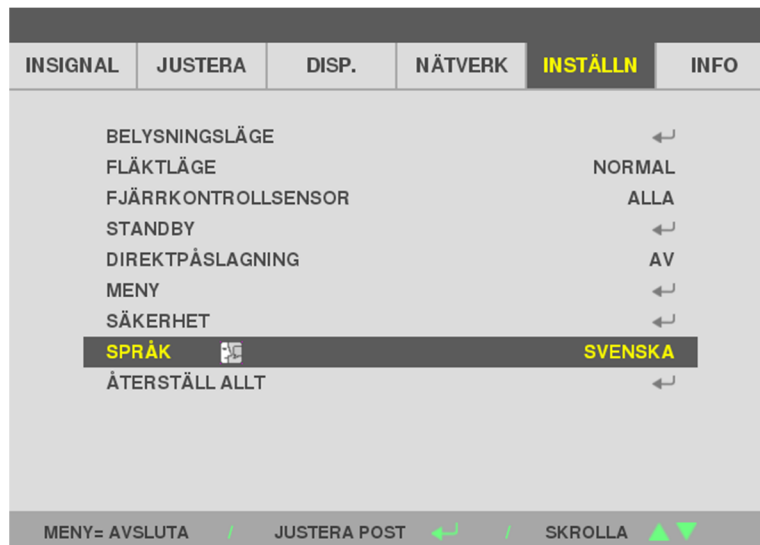 INSIGNAL JUSTERA DISP. NÄTVERK INSTÄLLN INFO
BELYSNINGSLÄGE
FLÄKTLÄGE NORMAL
FJÄRRKONTROLLSENSOR ALLA
STANDBY
DIREKTPÅSLAGNING AV
MENY
SÄKERHET
SPRÅK SVENSKA
ÅTERSTÄLL ALLT
MENY= AVSLUTA / JUSTERA POST / SKROLLA